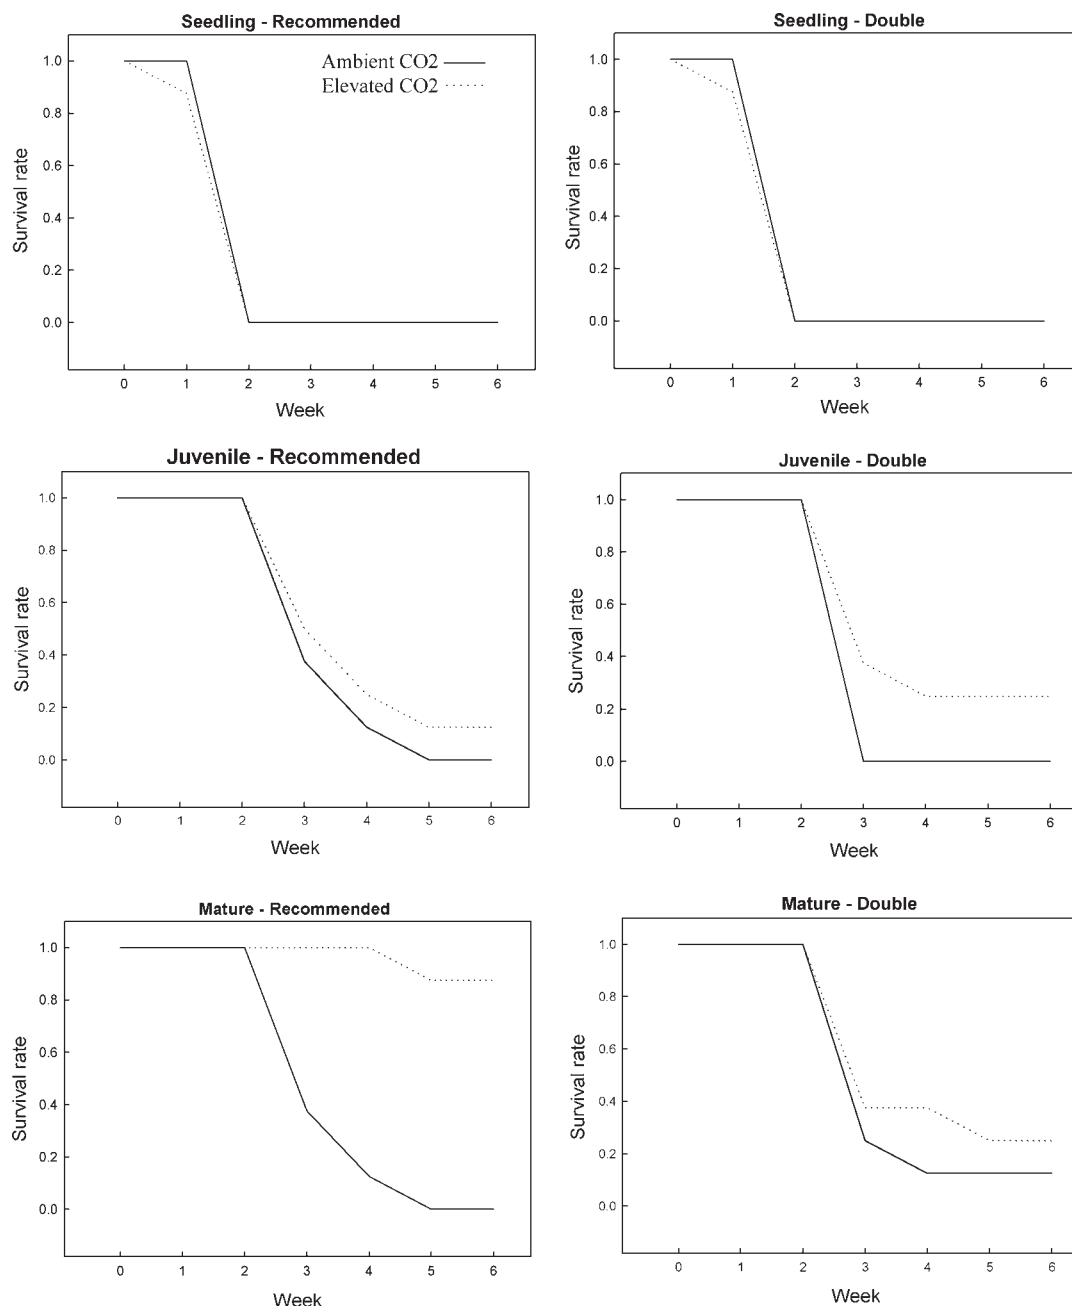 Seedling - Recommended
Ambient CO2
Elevated CO2
1.0
0.8
0.6
0.4
0.2
0.0
Survival rate
0 1 2 3 4 5 6
Week
Seedling - Double
1.0
0.8
0.6
0.4
0.2
0.0
Survival rate
0 1 2 3 4 5 6
Week
Juvenile - Recommended
1.0
0.8
0.6
0.4
0.2
0.0
Survival rate
0 1 2 3 4 5 6
Week
Juvenile - Double
1.0
0.8
0.6
0.4
0.2
0.0
Survival rate
0 1 2 3 4 5 6
Week
Mature - Recommended
1.0
0.8
0.6
0.4
0.2
0.0
Survival rate
0 1 2 3 4 5 6
Week
Mature - Double
1.0
0.8
0.6
0.4
0.2
0.0
Survival rate
0 1 2 3 4 5 6
Week